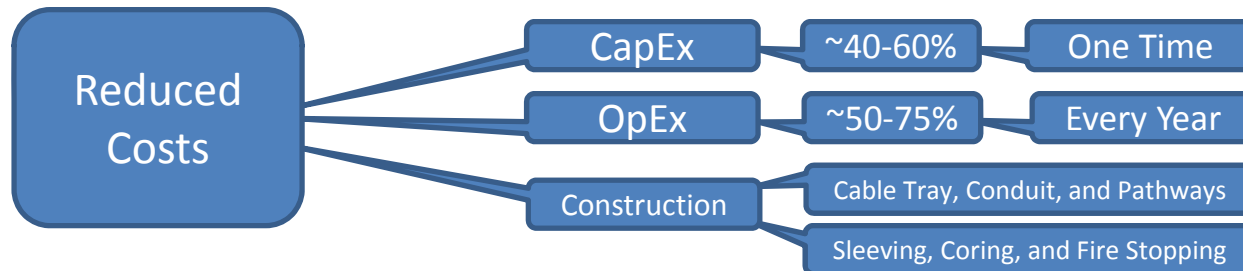 Reduced
Costs
CapEx
~40-60%
One Time
OpEx
~50-75%
Every Year
Construction
Cable Tray, Conduit, and Pathways
Sleeving, Coring, and Fire Stopping